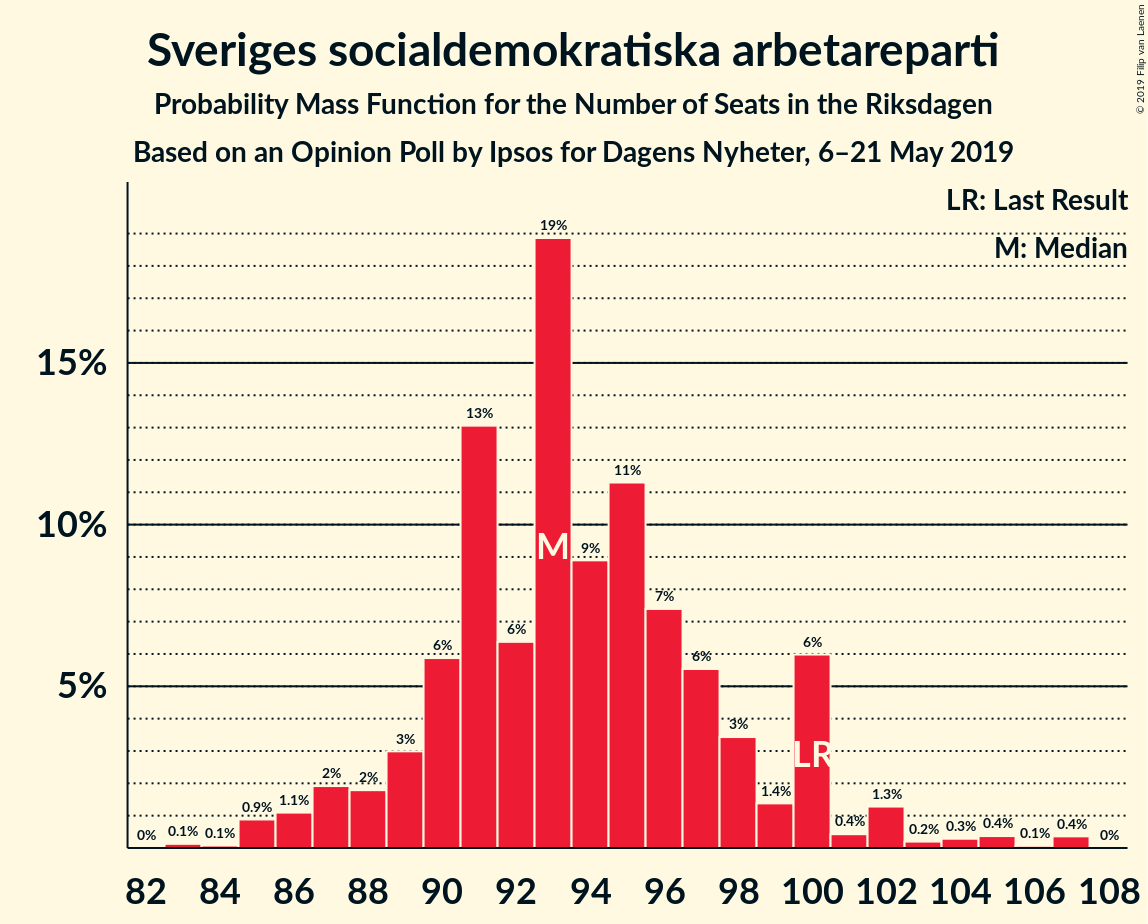 Sveriges socialdemokratiska arbetareparti
Probability Mass Function for the Number of Seats in the Riksdagen
Based on an Opinion Poll by Ipsos for Dagens Nyheter, 6–21 May 2019
© 2019 Filip van Laenen
LR: Last Result
M: Median
15%
10%
5%
0% 0.1% 0.1% 0.9% 1.1% 2% 2% 3% 6% 13% 6% 19% 9% 11% 7% 6% 3% 1.4% 6% 0.4% 1.3% 0.2% 0.3% 0.4% 0.1% 0.4% 0%
M
LR
82 84 86 88 90 92 94 96 98 100 102 104 106 108